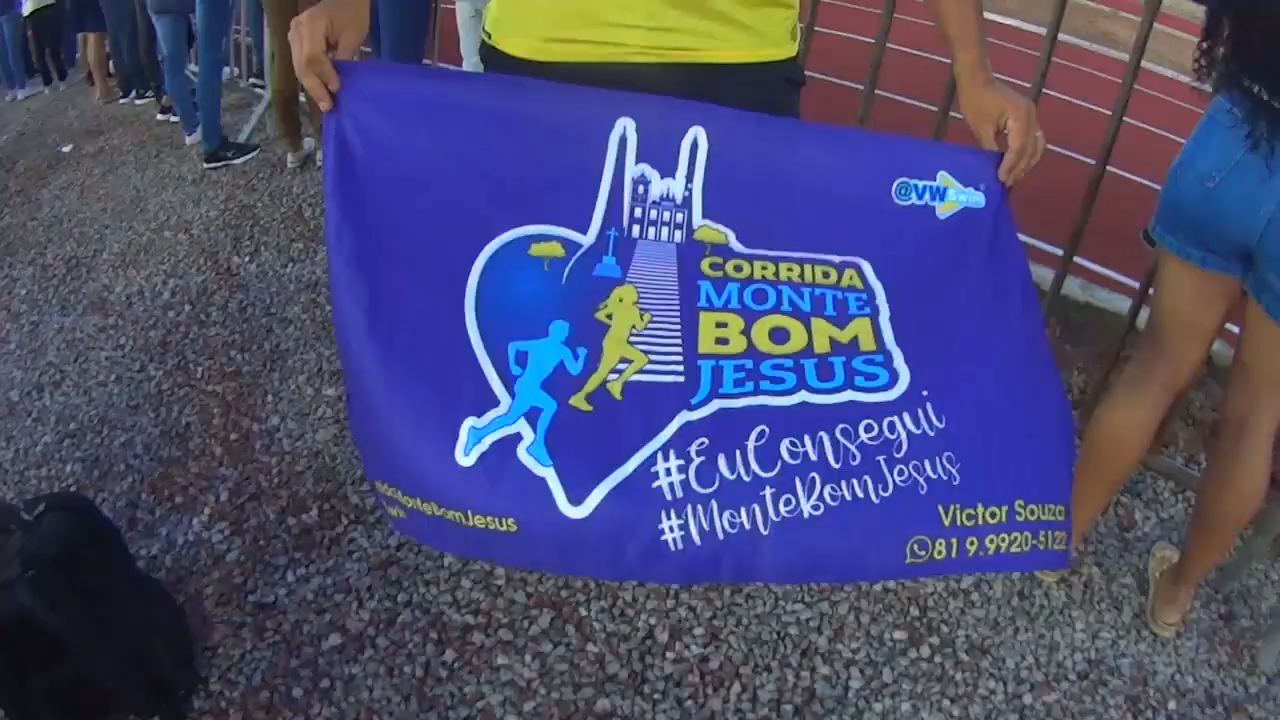 @VWSwim
CORRIDA
MONTE
BOM
JESUS
#EuConsegui
#MonteBomJesus
Victor Souza
81 9.9920-5122